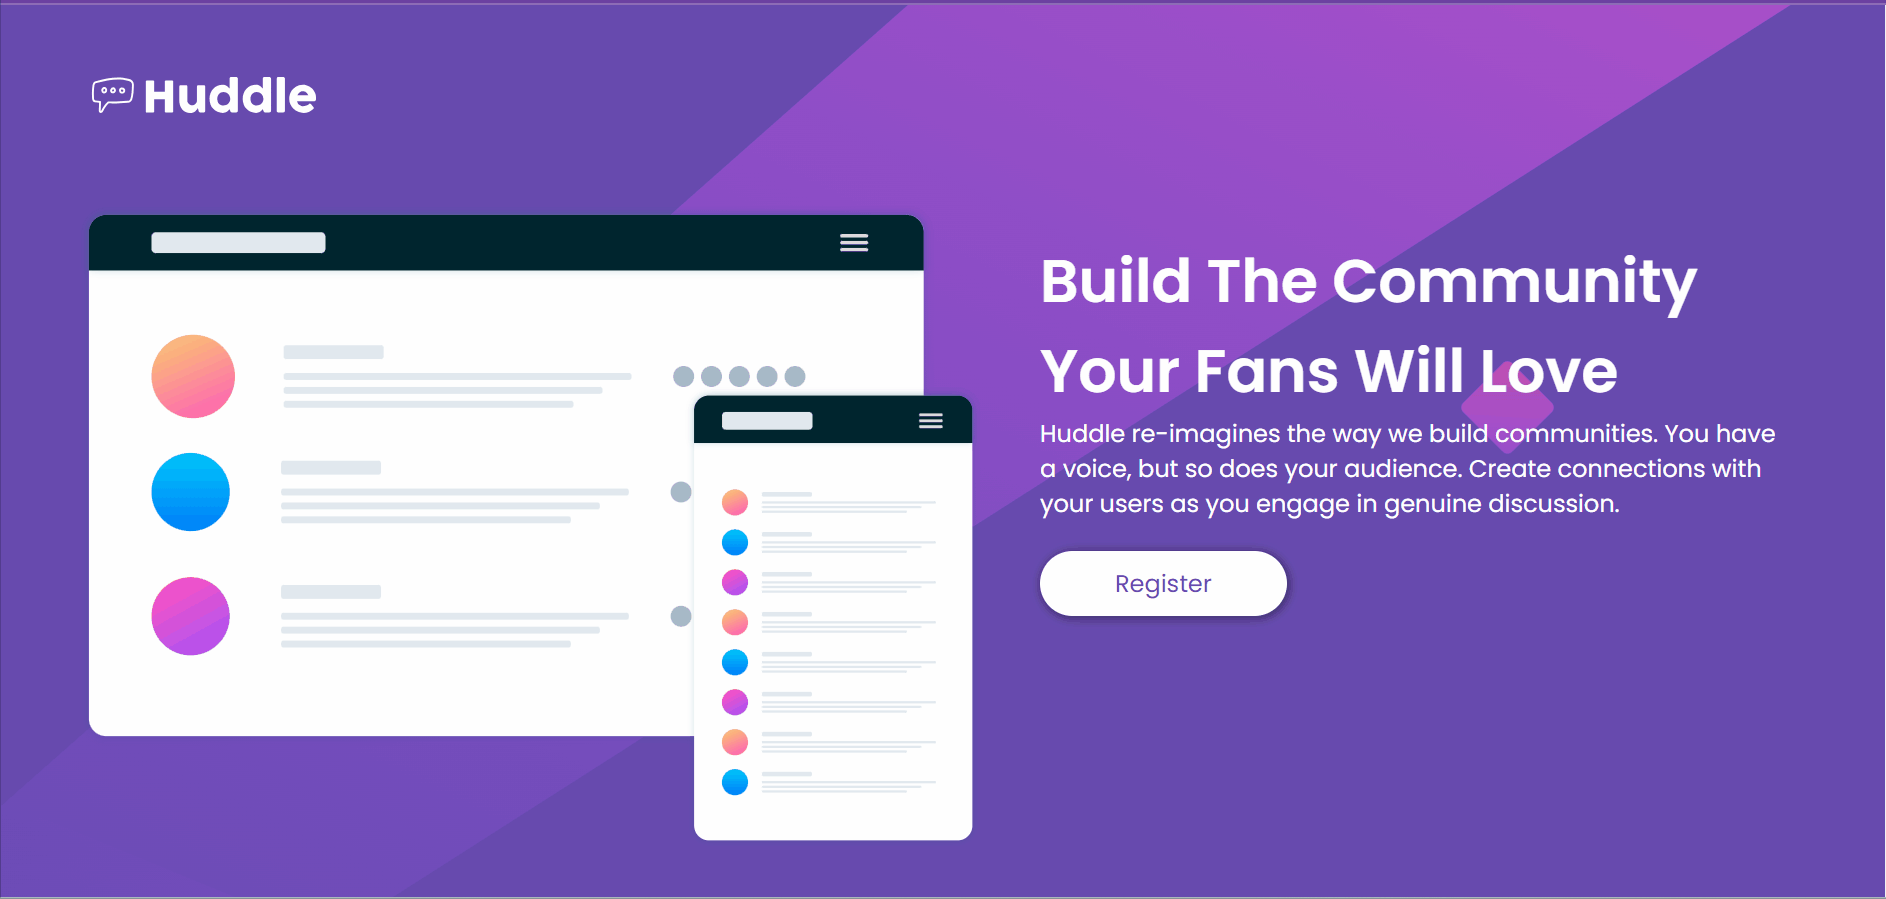 Huddle
Build The Community
Your Fans Will Love
Huddle re-imagines the way we build communities. You have
a voice, but so does your audience. Create connections with
your users as you engage in genuine discussion.
Register